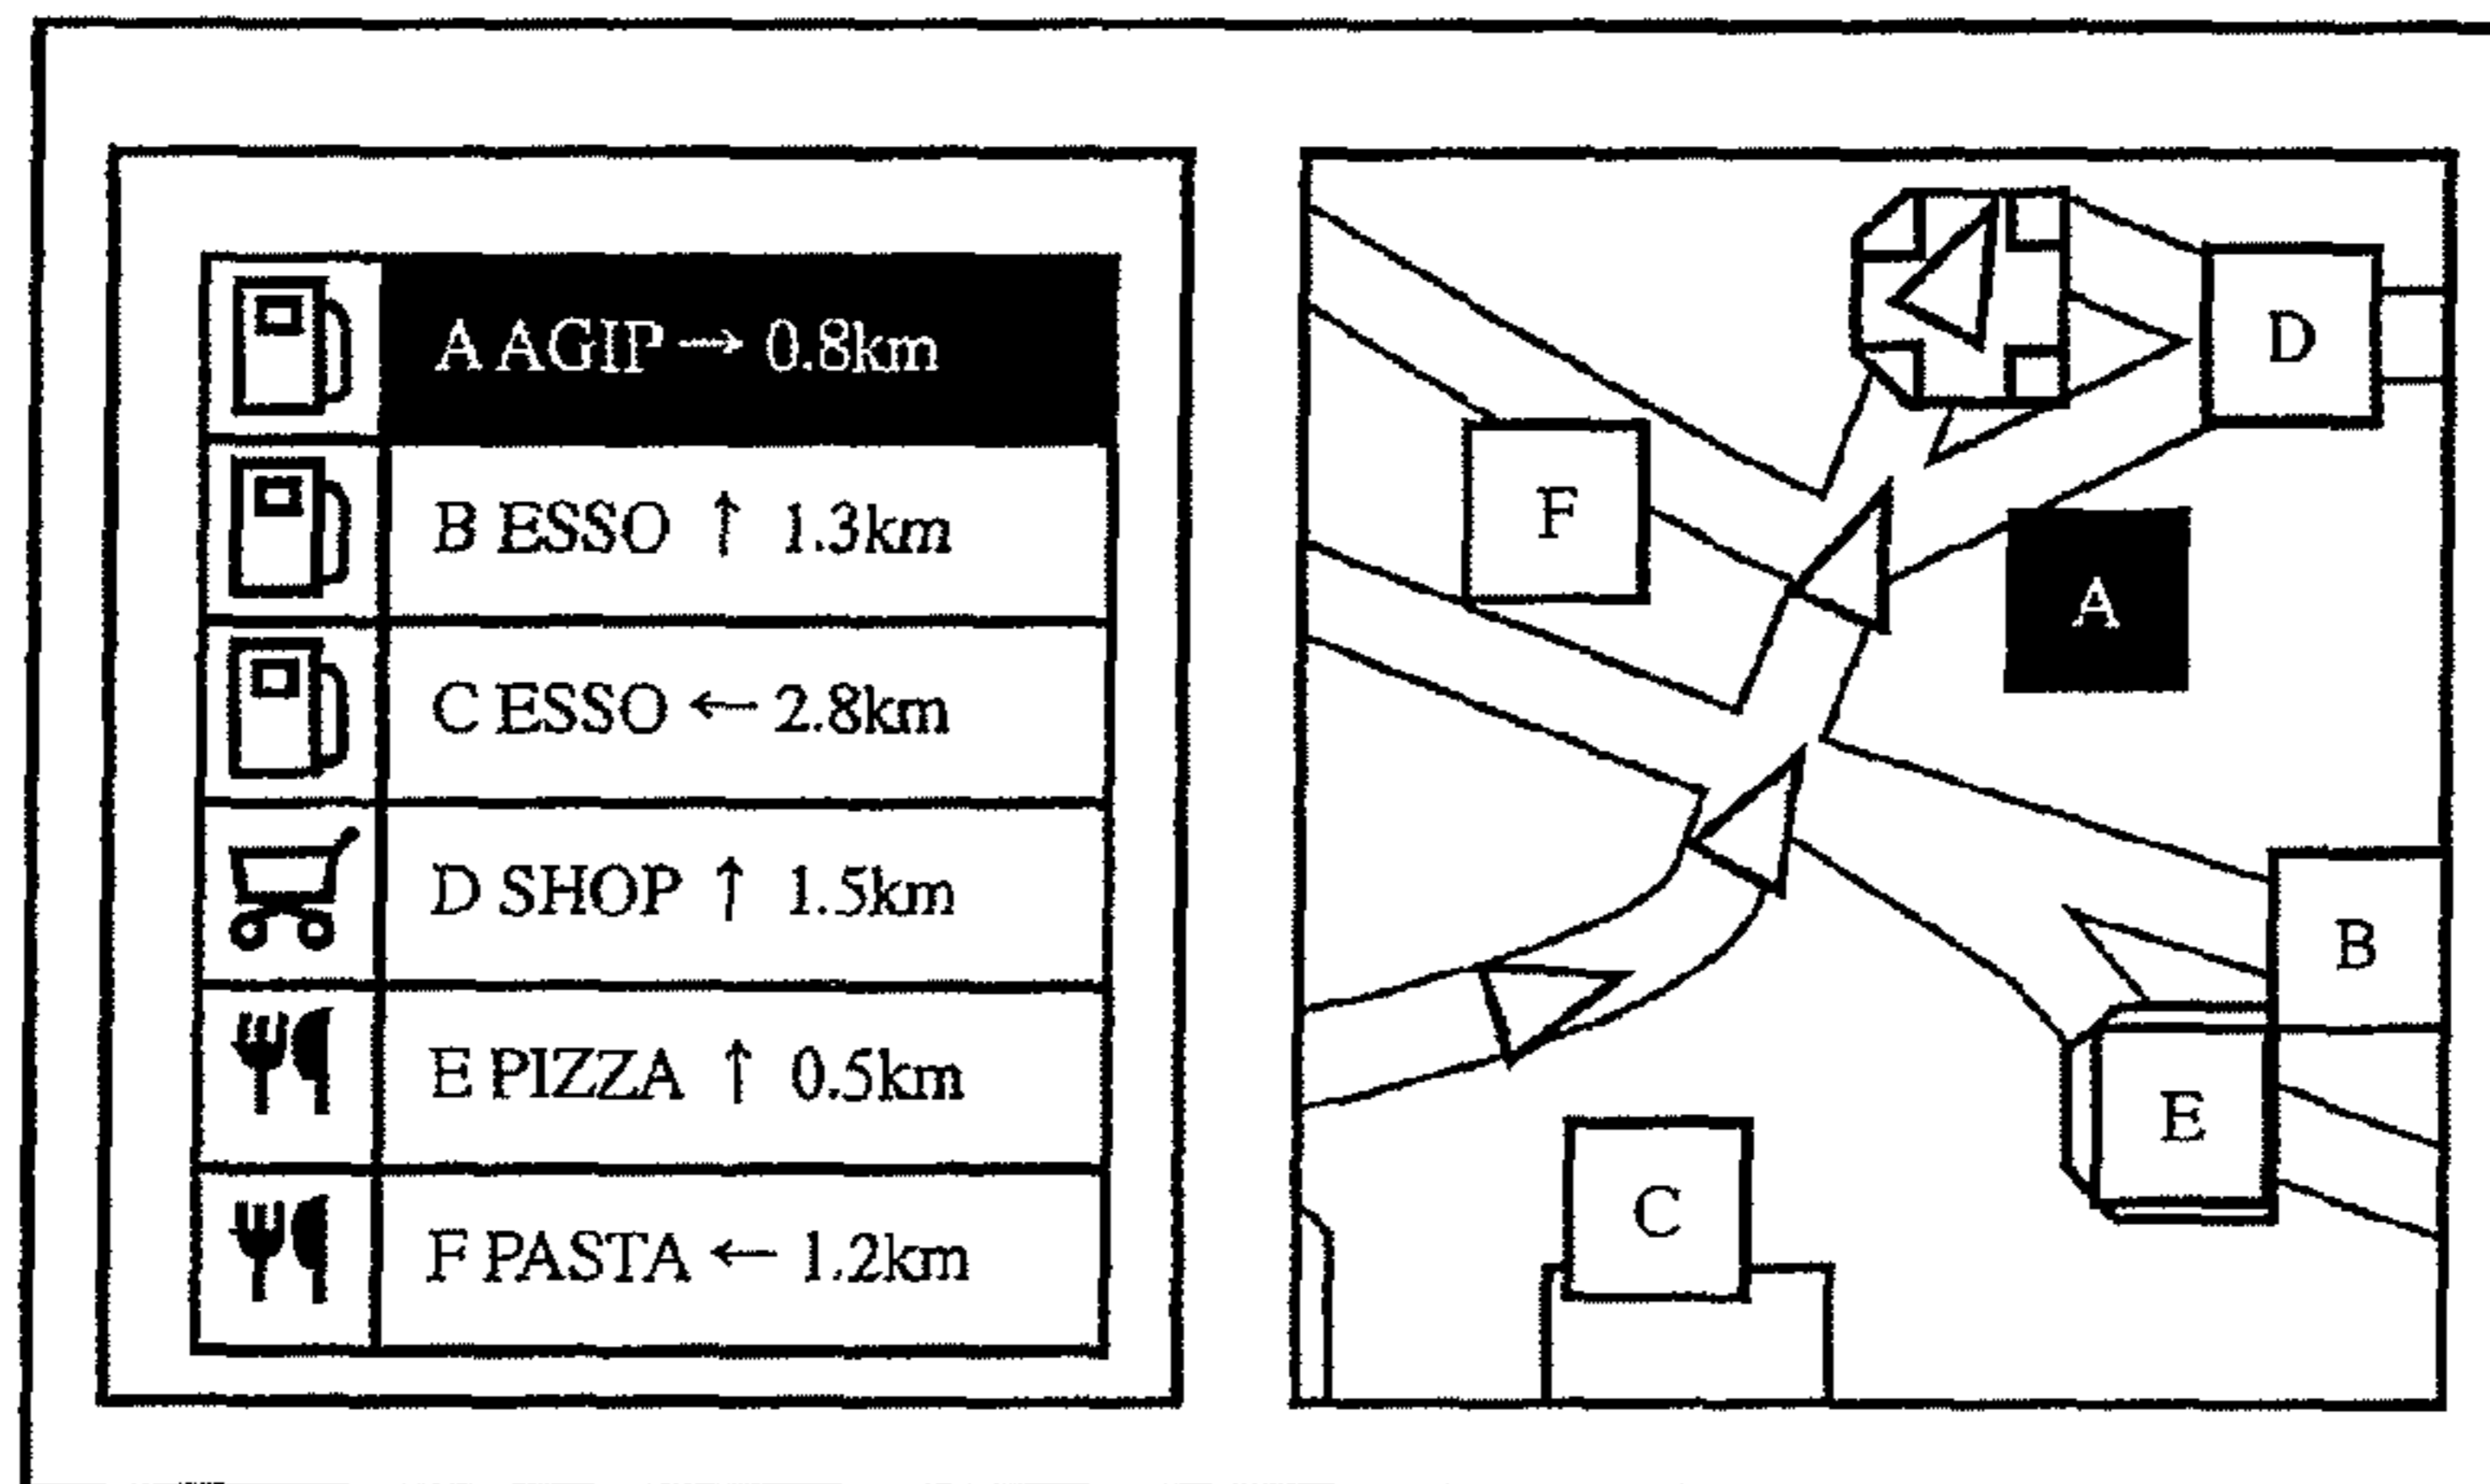 A AGIP → 0.8km
B ESSO ↑ 1.3km
C ESSO ← 2.8km
D SHOP ↑ 1.5km
E PIZZA ↑ 0.5km
F PASTA ← 1.2km
D
F
A
B
E
C